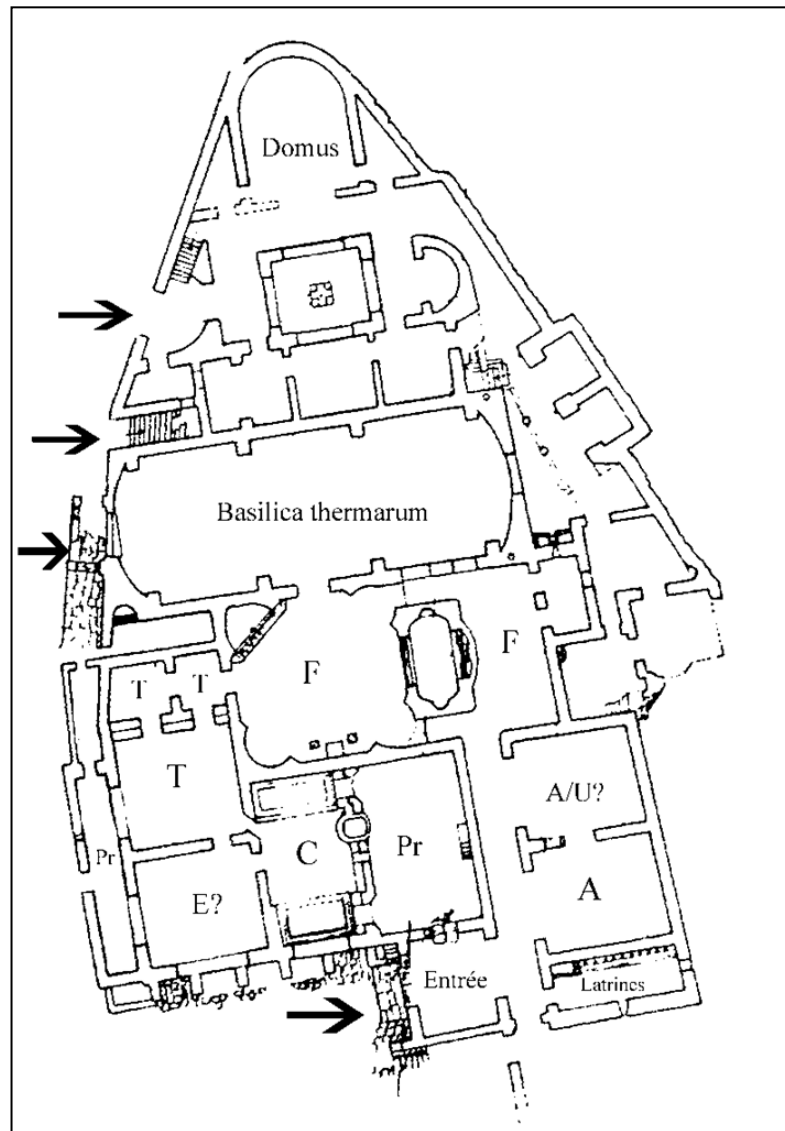 Domus
Basilica thermarum
F
F
T
T
T
A/U?
Pr
C
Pr
A
E?
Entrée
Latrines